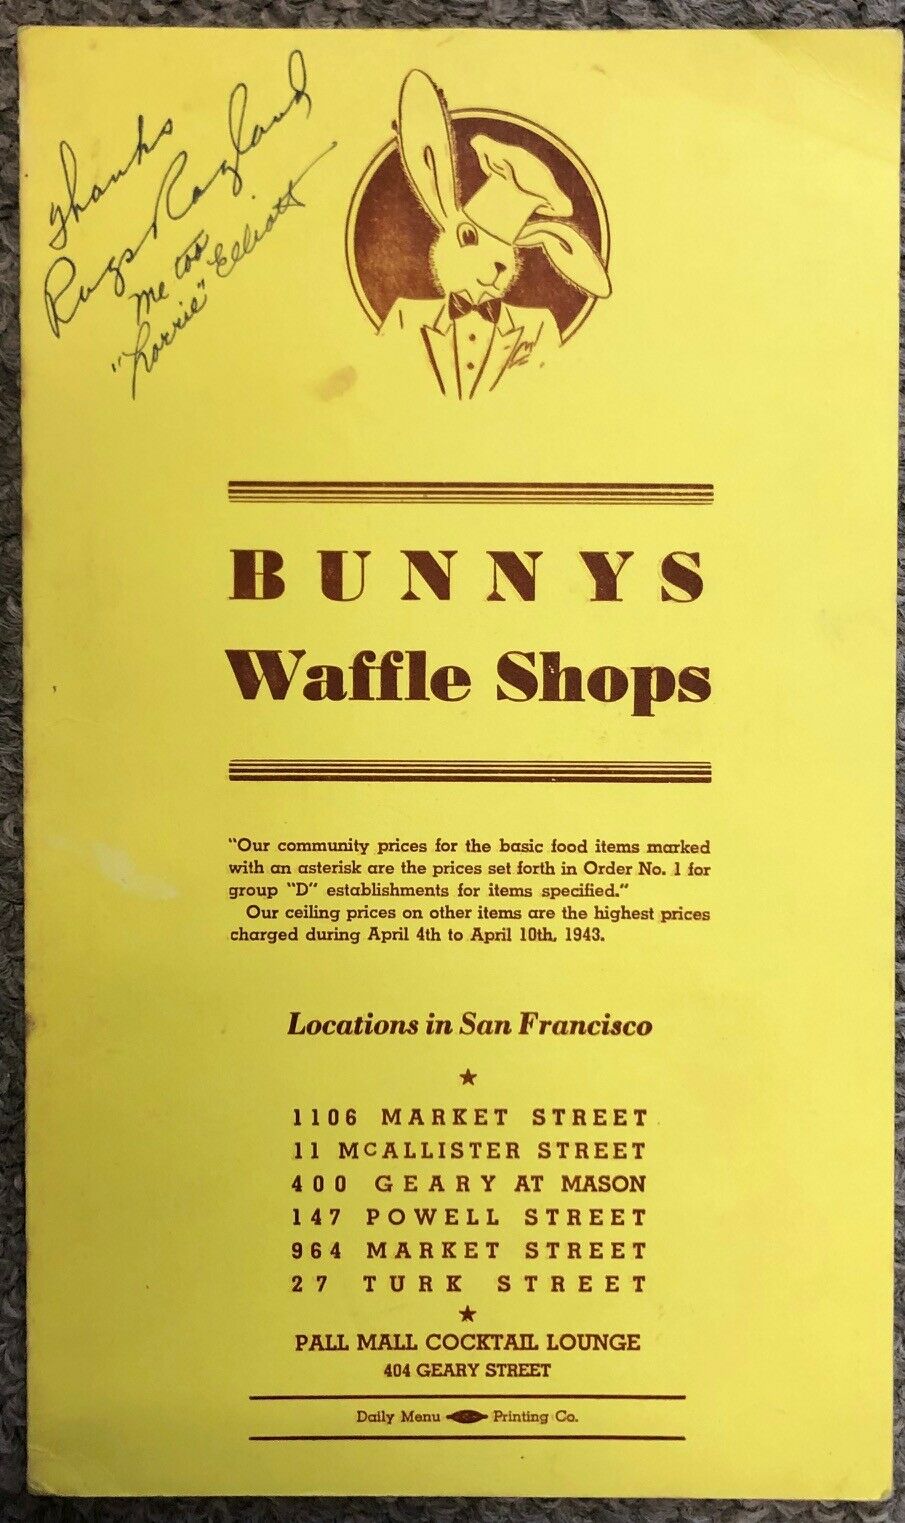 Thanks
Rags Ragland
me too
"Lorrie" Elliott
BUNNYS
Waffle Shops
"Our community prices for the basic food items marked
with an asterisk are the prices set forth in Order No. 1 for
group "D" establishments for items specified."
Our ceiling prices on other items are the highest prices
charged during April 4th to April 10th, 1943.
Locations in San Francisco
1106 MARKET STREET
11 McALLISTER STREET
400 GEARY AT MASON
147 POWELL STREET
964 MARKET STREET
27 TURK STREET
PALL MALL COCKTAIL LOUNGE
404 GEARY STREET
Daily Menu Printing Co.